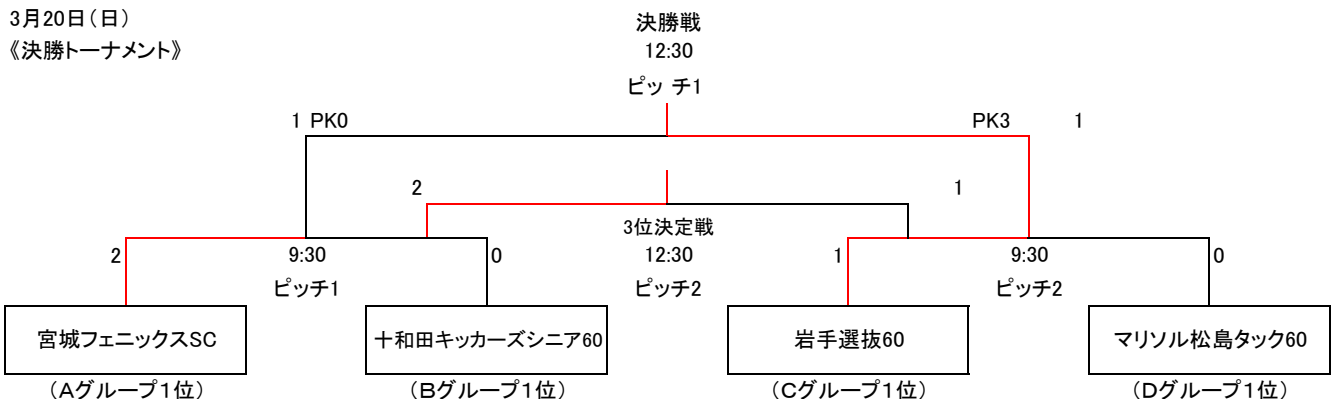 3月20日(日)
《決勝トーナメント》
決勝戦
12:30
ピッ チ1
1 PK0
PK3 1
2
1
3位決定戦
12:30
ピッチ2
2
9:30
ピッチ1
0
1
9:30
ピッチ2
0
宮城フェニックスSC
十和田キッカーズシニア60
岩手選抜60
マリソル松島タック60
(Aグループ1位)
(Bグループ1位)
(Cグループ1位)
(Dグループ1位)